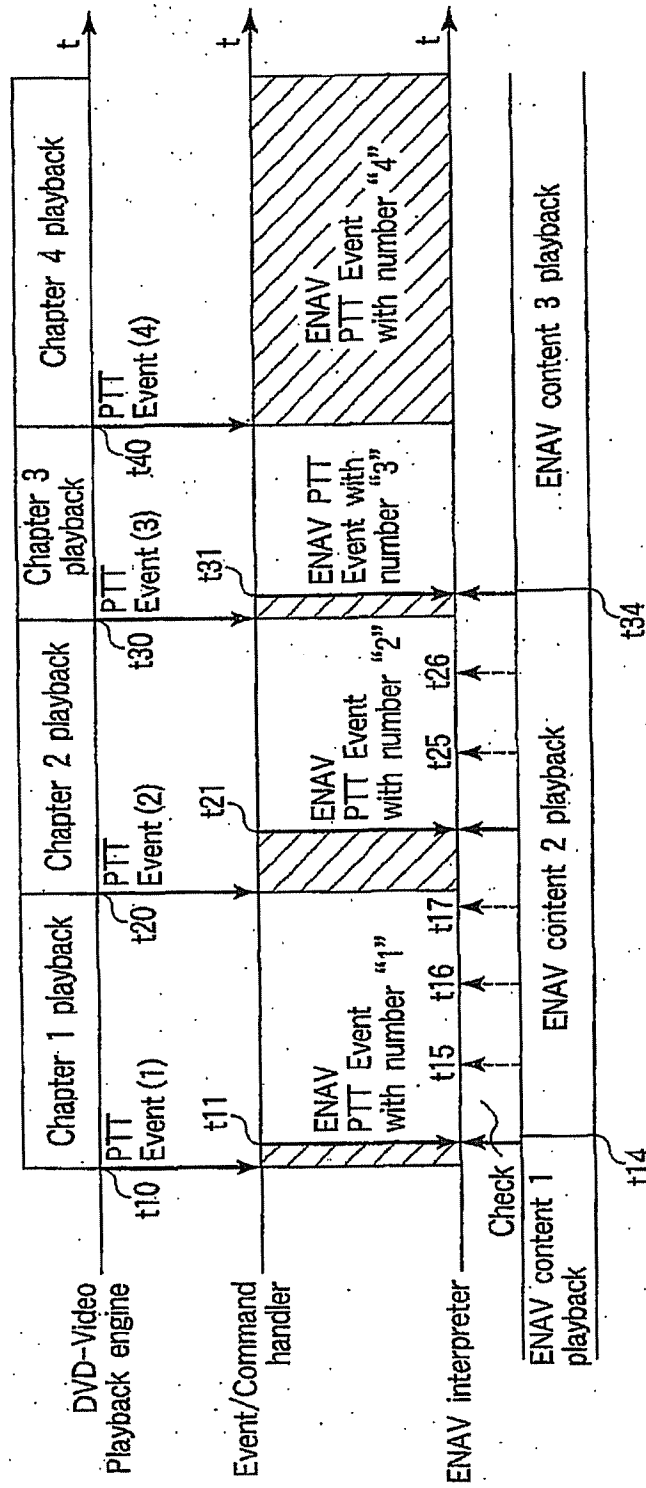 DVD-Video
Playback engine
Chapter 1 playback
Chapter 2 playback
Chapter 3
playback
Chapter 4 playback
t
t10
PTT
Event (1)
t20
PTT
Event (2)
t30
PTT
Event (3)
t40
PTT
Event (4)
Event/Command
handler
t11
t21
t31
t
ENAV
PTT Event
with number "1"
ENAV
PTT Event
with number "2"
ENAV PTT
Event with
number "3"
ENAV
PTT Event
with number "4"
ENAV interpreter
t15
t16
t17
t25
t26
t
Check
ENAV content 1
playback
ENAV content 2 playback
ENAV content 3 playback
t14
t34